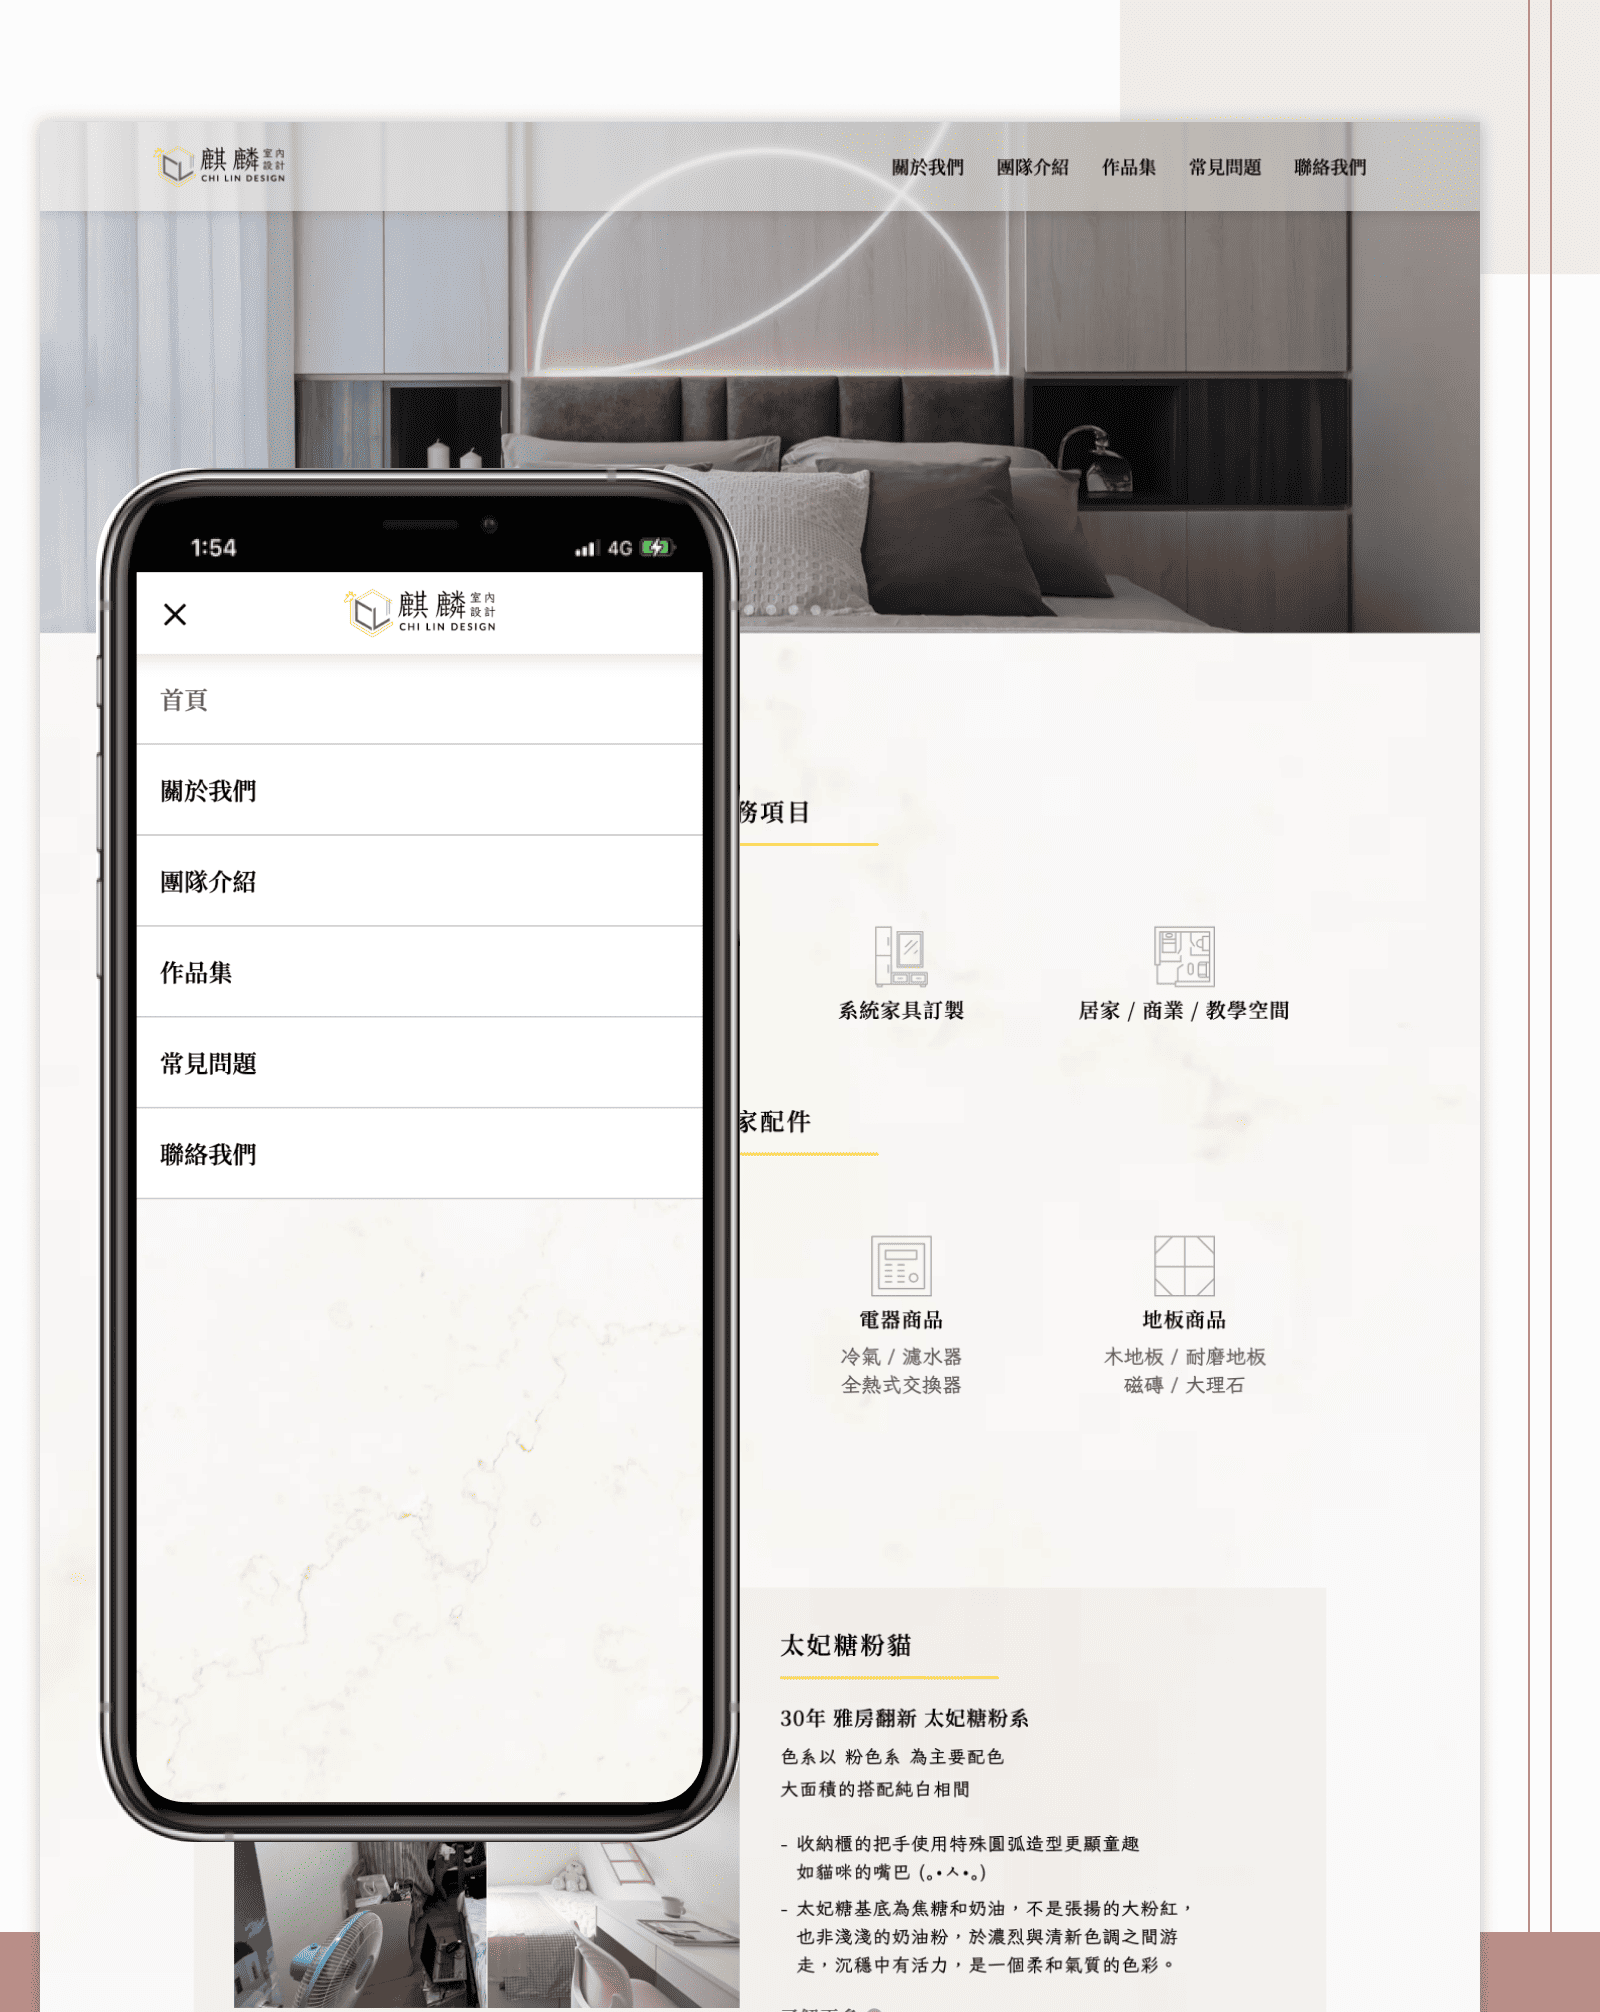 麒麟 室內設計
CHI LIN DESIGN
關於我們 團隊介紹 作品集 常見問題 聯絡我們
1:54 4G
麒麟 室內設計
CHI LIN DESIGN
首頁
關於我們
團隊介紹
作品集
常見問題
聯絡我們
務項目
系統家具訂製
居家 / 商業 / 教學空間
家配件
電器商品
冷氣 / 濾水器
全熱式交換器
地板商品
木地板 / 耐磨地板
磁磚 / 大理石
太妃糖粉貓
30年 雅房翻新 太妃糖粉系
色系以 粉色系 為主要配色
大面積的搭配純白相間
- 收納櫃的把手使用特殊圓弧造型更顯童趣
如貓咪的嘴巴 (｡•ㅅ•｡)
- 太妃糖基底為焦糖和奶油，不是張揚的大粉紅，
也非淺淺的奶油粉，於濃烈與清新色調之間游
走，沉穩中有活力，是一個柔和氣質的色彩。